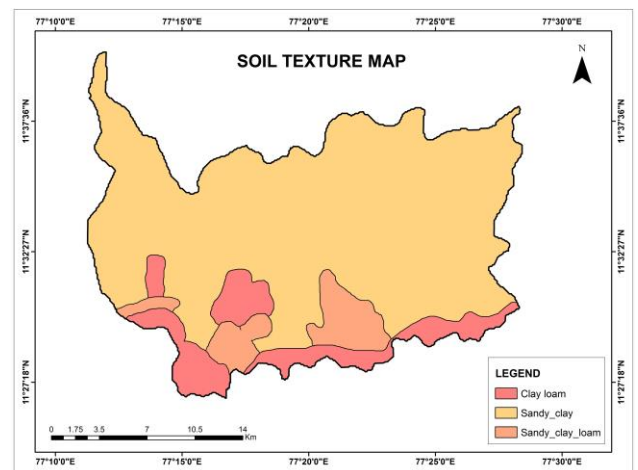 77°10'0"E 77°15'0"E 77°20'0"E 77°25'0"E 77°30'0"E
SOIL TEXTURE MAP
N
11°37'36"N 11°37'36"N
11°32'27"N 11°32'27"N
11°27'18"N 11°27'18"N
LEGEND
Clay loam
Sandy_clay
Sandy_clay_loam
0 1.75 3.5 7 10.5 14
Km
77°10'0"E 77°15'0"E 77°20'0"E 77°25'0"E 77°30'0"E